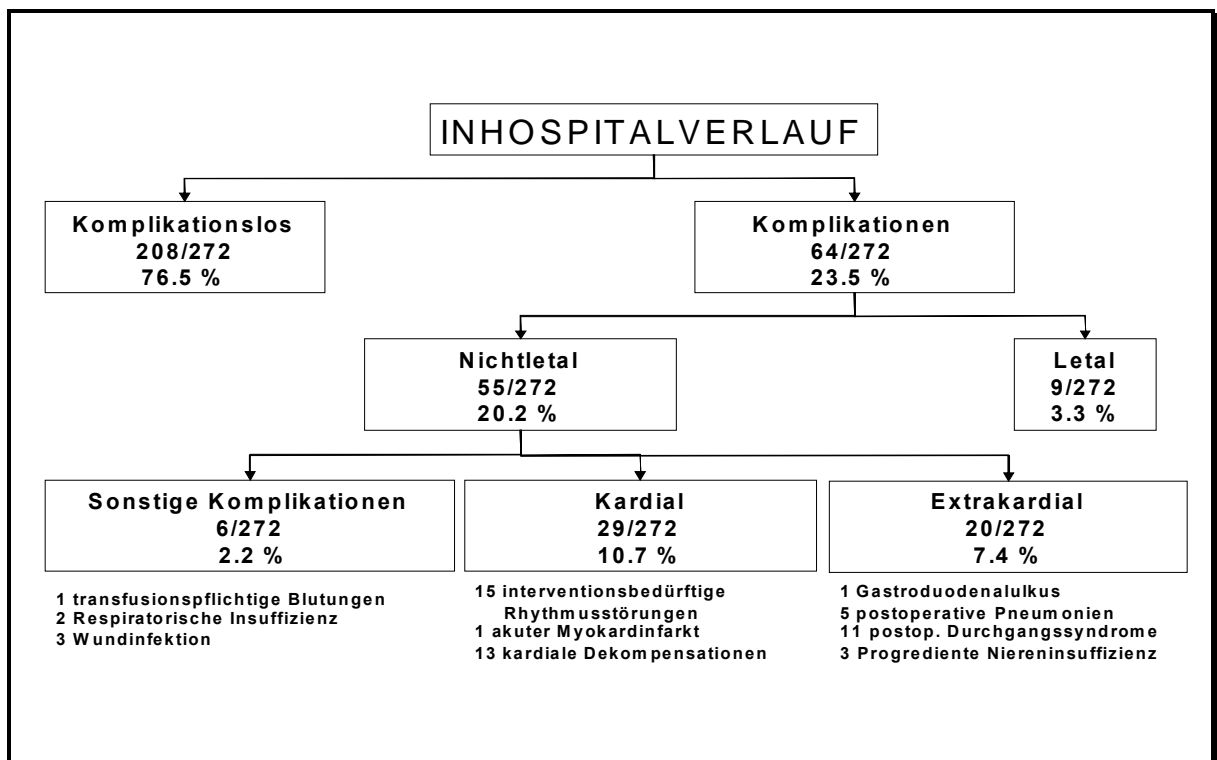 INHOSPITALVERLAUF
Komplikationslos
208/272
76.5 %
Komplikationen
64/272
23.5 %
Nichtletal
55/272
20.2 %
Letal
9/272
3.3 %
Sonstige Komplikationen
6/272
2.2 %
Kardial
29/272
10.7 %
Extrakardial
20/272
7.4 %
1 transfusionspflichtige Blutungen
2 Respiratorische Insuffizienz
3 Wundinfektion
15 interventionsbedürftige
Rhythmusstörungen
1 akuter Myokardinfarkt
13 kardiale Dekompensationen
1 Gastroduodenalulkus
5 postoperative Pneumonien
11 postop. Durchgangssyndrome
3 Progrediente Niereninsuffizienz